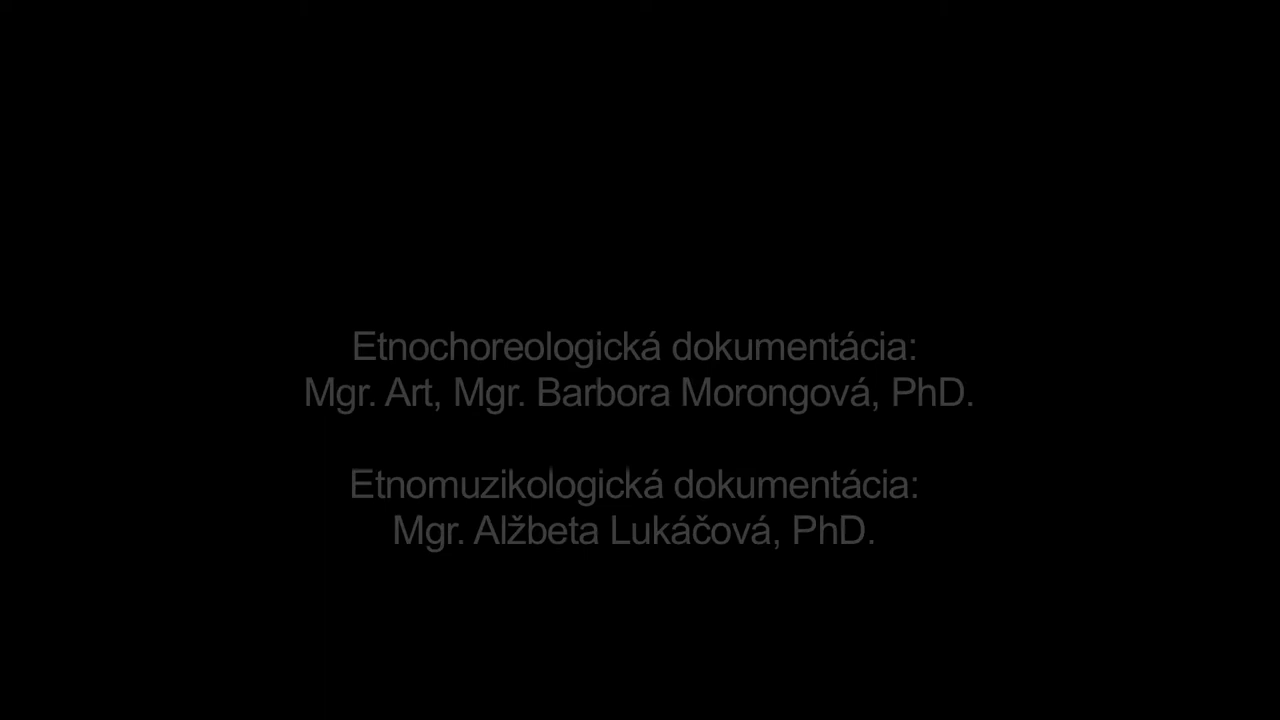 Etnochoreologická dokumentácia:
Mgr. Art, Mgr. Barbora Morongová, PhD.
Etnomuzikologická dokumentácia:
Mgr. Alžbeta Lukáčová, PhD.